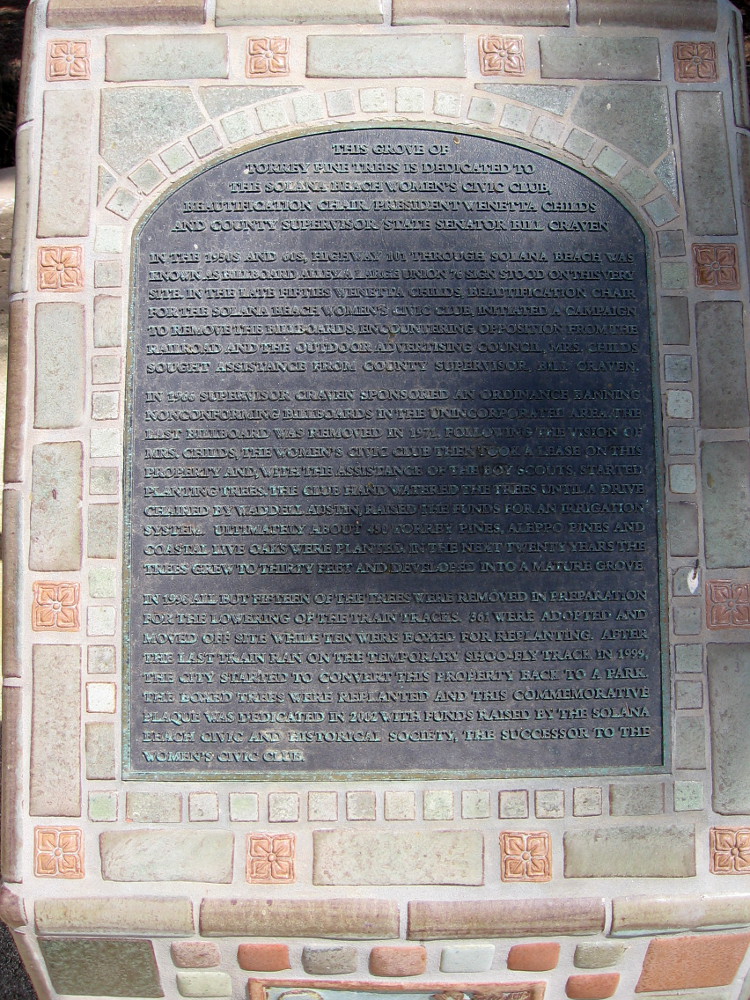 THIS GROVE OF
TORREY PINE TREES IS DEDICATED TO
THE SOLANA BEACH WOMEN'S CIVIC CLUB,
BEAUTIFICATION CHAIR/PRESIDENT WENETTA CHILDS
AND COUNTY SUPERVISOR/STATE SENATOR BILL CRAVEN
IN THE 1950S AND 60S, HIGHWAY 101 THROUGH SOLANA BEACH WAS
KNOWN AS BILLBOARD ALLEY. A LARGE UNION 76 SIGN STOOD ON THIS VERY
SITE. IN THE LATE FIFTIES WENETTA CHILDS, BEAUTIFICATION CHAIR
FOR THE SOLANA BEACH WOMEN'S CIVIC CLUB, INITIATED A CAMPAIGN
TO REMOVE THE BILLBOARDS. ENCOUNTERING OPPOSITION FROM THE
RAILROAD AND THE OUTDOOR ADVERTISING COUNCIL, MRS. CHILDS
SOUGHT ASSISTANCE FROM COUNTY SUPERVISOR, BILL CRAVEN.
IN 1966 SUPERVISOR CRAVEN SPONSORED AN ORDINANCE BANNING
NONCONFORMING BILLBOARDS IN THE UNINCORPORATED AREA. THE
LAST BILLBOARD WAS REMOVED IN 1971. FOLLOWING THE VISION OF
MRS. CHILDS, THE WOMEN'S CIVIC CLUB THEN TOOK A LEASE ON THIS
PROPERTY AND, WITH THE ASSISTANCE OF THE BOY SCOUTS, STARTED
PLANTING TREES. THE CLUB HAND WATERED THE TREES UNTIL A DRIVE
CHAIRED BY WADDELL AUSTIN, RAISED THE FUNDS FOR AN IRRIGATION
SYSTEM. ULTIMATELY ABOUT TORREY PINES, ALEPPO PINES AND
COASTAL LIVE OAKS WERE PLANTED. IN THE NEXT TWENTY YEARS THE
TREES GREW TO THIRTY FEET AND DEVELOPED INTO A MATURE GROVE
IN 1996 ALL BUT FIFTEEN OF THE TREES WERE REMOVED IN PREPARATION
FOR THE LOWERING OF THE TRAIN TRACKS. 361 WERE ADOPTED AND
MOVED OFF SITE WHILE TEN WERE BOXED FOR REPLANTING. AFTER
THE LAST TRAIN RAN ON THE TEMPORARY SHOO-FLY TRACK IN 1999,
THE CITY STARTED TO CONVERT THIS PROPERTY BACK TO A PARK.
THE BOXED TREES WERE REPLANTED AND THIS COMMEMORATIVE
PLAQUE WAS DEDICATED IN 2002 WITH FUNDS RAISED BY THE SOLANA
BEACH CIVIC AND HISTORICAL SOCIETY, THE SUCCESSOR TO THE
WOMEN'S CIVIC CLUB.